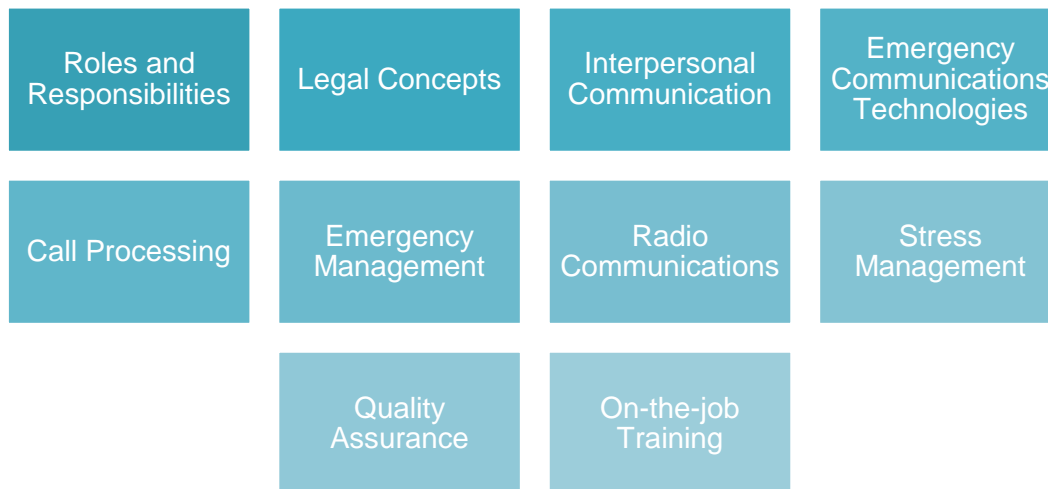 Roles and
Responsibilities
Legal Concepts
Interpersonal
Communication
Emergency
Communications
Technologies
Call Processing
Emergency
Management
Radio
Communications
Stress
Management
Quality
Assurance
On-the-job
Training